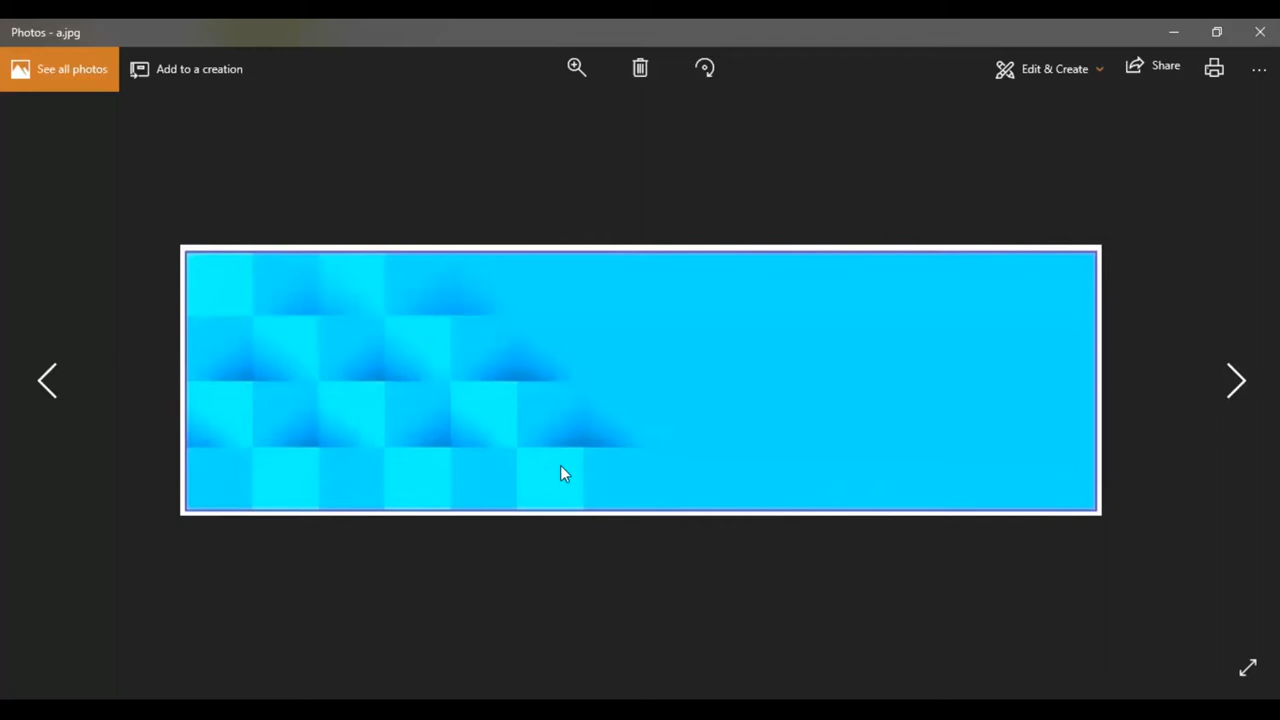 Photos - a.jpg
See all photos
Add to a creation
Edit & Create
Share